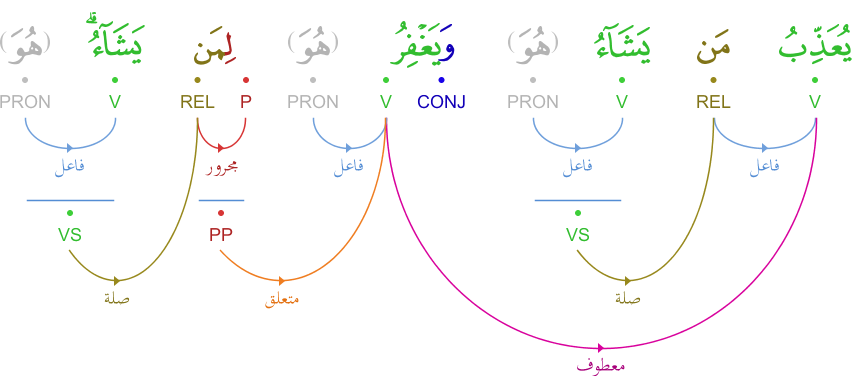 يُعَذِّبُ مَن يَشَآءُ (هُوَ) وَيَغْفِرُ (هُوَ) لِمَن يَشَآءُ ۖ (هُوَ)
V REL V PRON CONJ V PRON P REL V PRON
فاعل فاعل فاعل مجرور فاعل
VS PP VS
صلة متعلق صلة
معطوف